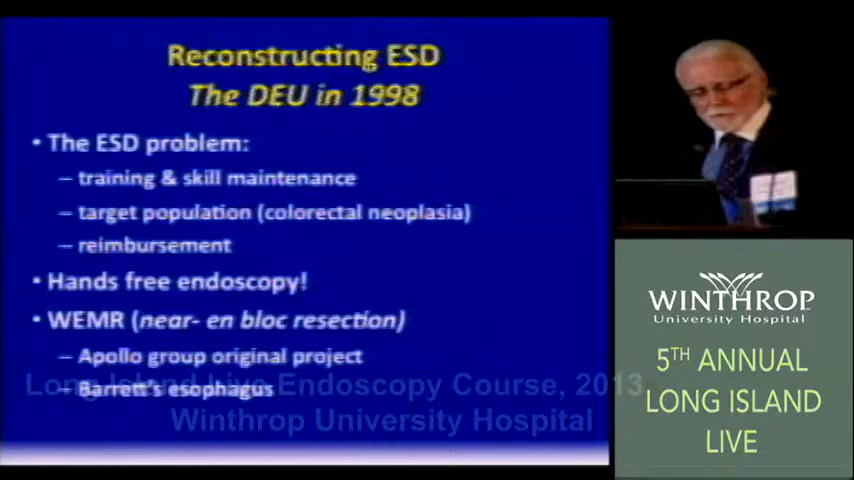 Reconstructing ESD
The DEU in 1998
• The ESD problem:
– training & skill maintenance
– target population (colorectal neoplasia)
– reimbursement
• Hands free endoscopy!
• WEMR (near- en bloc resection)
– Apollo group original project
– Barrett's esophagus
Long Island Live Endoscopy Course, 2013
Winthrop University Hospital
WINTHROP
University Hospital
5TH ANNUAL
LONG ISLAND
LIVE